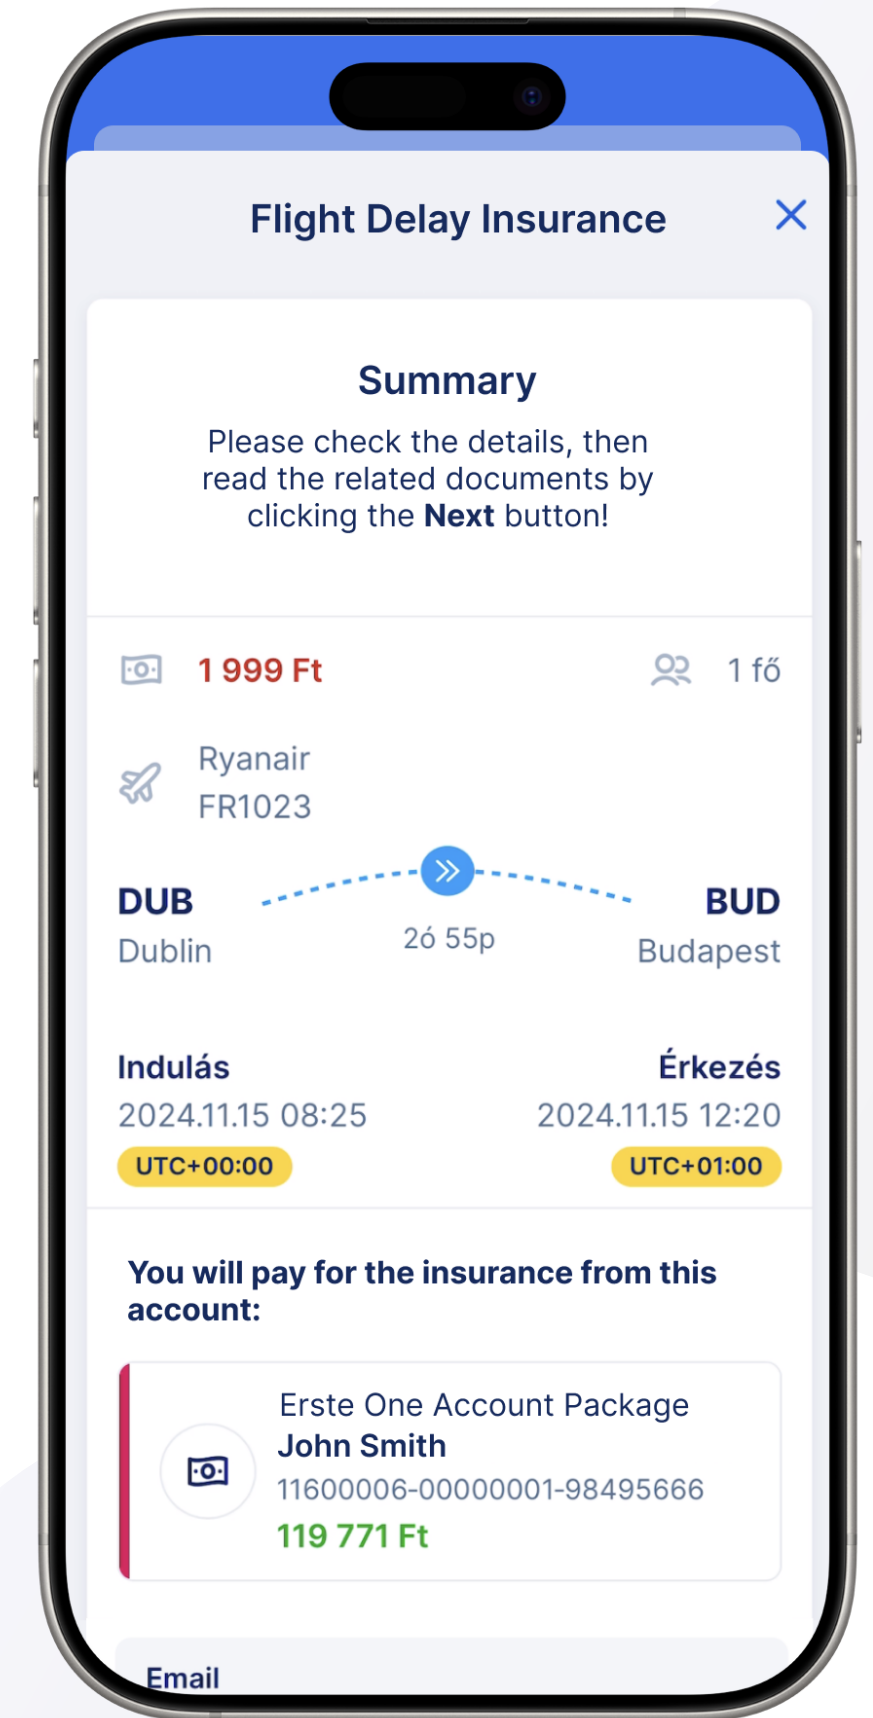 Flight Delay Insurance
Summary
Please check the details, then
read the related documents by
clicking the Next button!
1 999 Ft
1 fő
Ryanair
FR1023
DUB
BUD
Dublin
2ó 55p
Budapest
Indulás
Érkezés
2024.11.15 08:25
2024.11.15 12:20
UTC+00:00
UTC+01:00
You will pay for the insurance from this
account:
Erste One Account Package
John Smith
11600006-00000001-98495666
119 771 Ft
Email